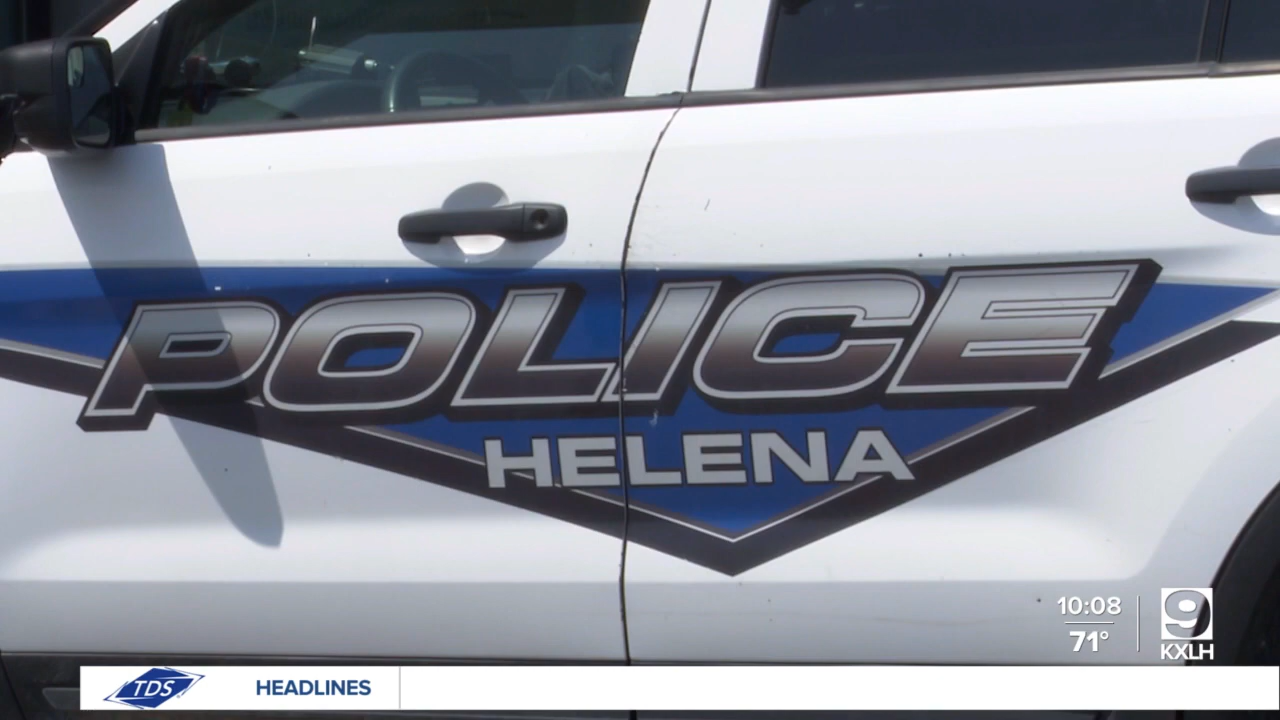 POLICE
HELENA
10:08
71°
9
KXLH
TDS
HEADLINES